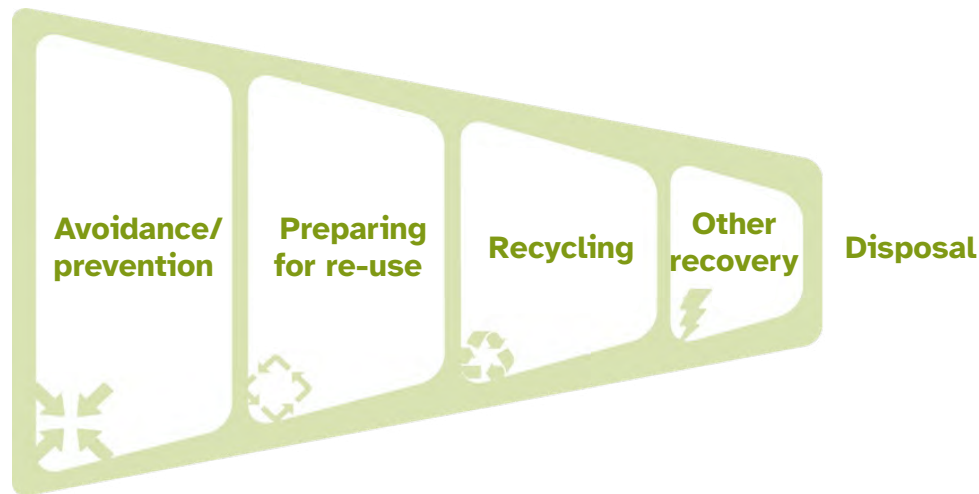 Avoidance/
prevention
Preparing
for re-use
Recycling
Other
recovery
Disposal